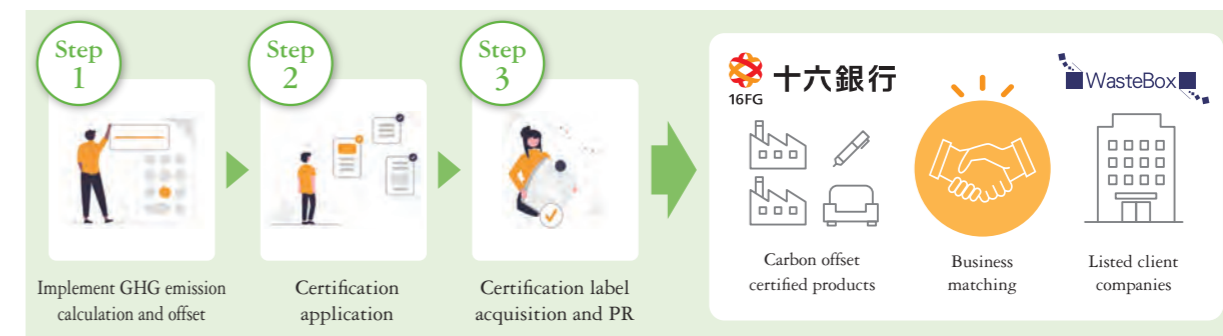 Step
1
Implement GHG emission
calculation and offset
Step
2
Certification
application
Step
3
Certification label
acquisition and PR
16FG
十六銀行
Carbon offset
certified products
Business
matching
WasteBox
Listed client
companies